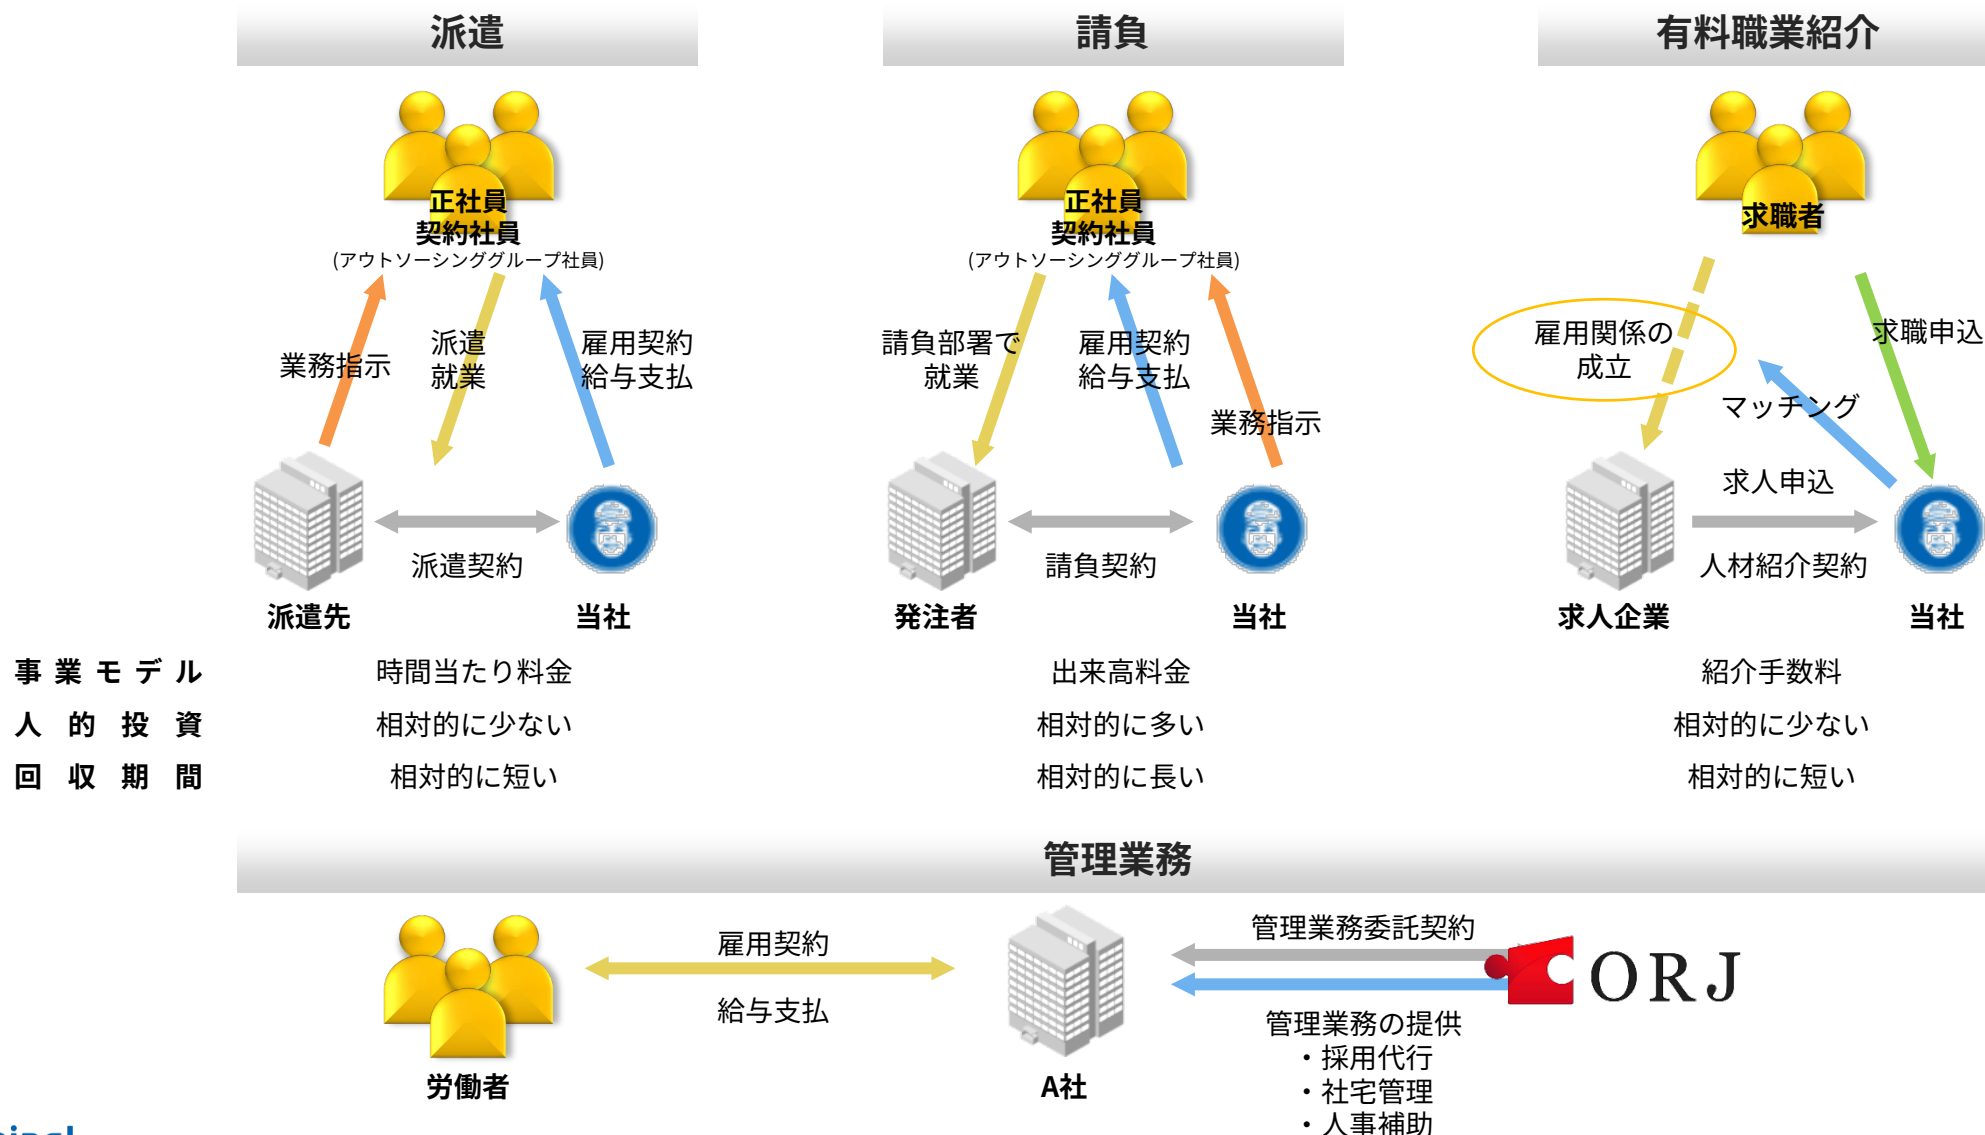 派遣
請負
有料職業紹介
正社員
契約社員
(アウトソーシンググループ社員)
正社員
契約社員
(アウトソーシンググループ社員)
求職者
業務指示
派遣
就業
雇用契約
給与支払
請負部署で
就業
雇用契約
給与支払
業務指示
雇用関係の
成立
求職申込
マッチング
求人申込
派遣契約
請負契約
人材紹介契約
派遣先
当社
発注者
当社
求人企業
当社
事業モデル
時間当たり料金
出来高料金
紹介手数料
人的投資
相対的に少ない
相対的に多い
相対的に少ない
回収期間
相対的に短い
相対的に長い
相対的に短い
管理業務
雇用契約
給与支払
管理業務委託契約
ORJ
管理業務の提供
・採用代行
・社宅管理
・人事補助
労働者
A社